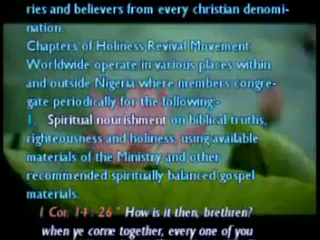 ries and believers from every christian denomi-
nation.
Chapters of Holiness Revival Movement
Worldwide operate in various places within
and outside Nigeria where members congre-
gate periodically for the following:-
1. Spiritual nourishment on biblical truths,
righteousness and holiness, using available
materials of the Ministry and other
recommended spiritually balanced gospel
materials.
1 Cor. 14 : 26 " How is it then, brethren?
when ye come together, every one of you